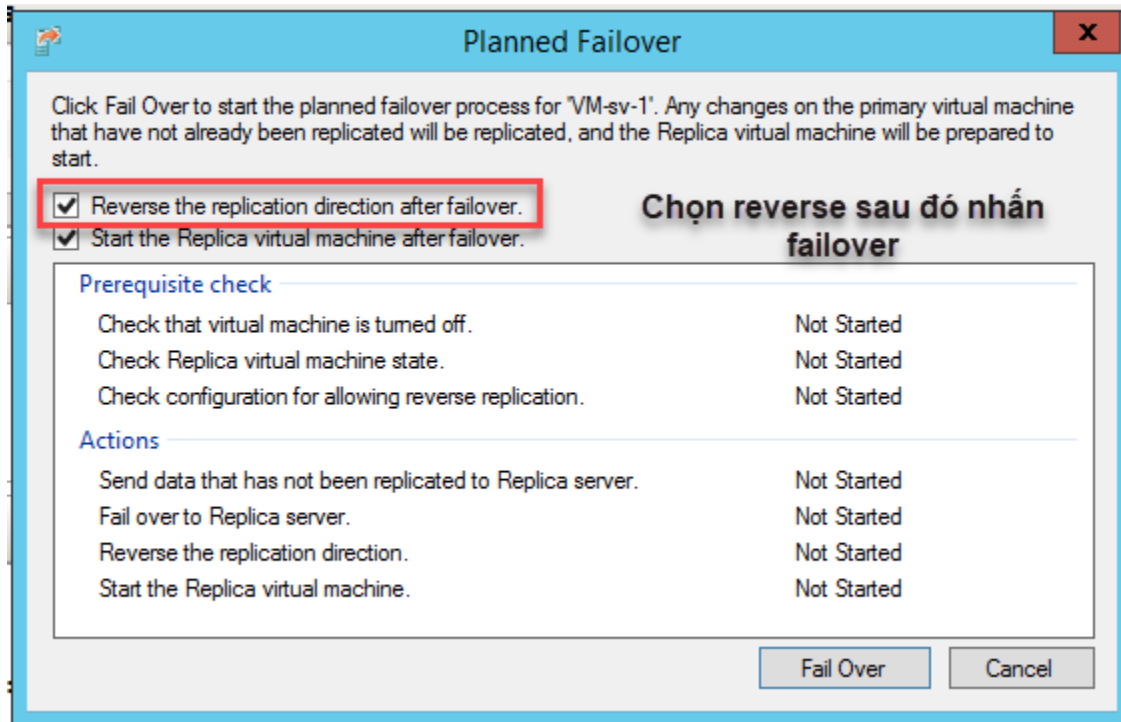 Planned Failover
x
Click Fail Over to start the planned failover process for 'VM-sv-1'. Any changes on the primary virtual machine
that have not already been replicated will be replicated, and the Replica virtual machine will be prepared to
start.
Reverse the replication direction after failover.
Chọn reverse sau đó nhấn
failover
Start the Replica virtual machine after failover.
Prerequisite check
Check that virtual machine is turned off. Not Started
Check Replica virtual machine state. Not Started
Check configuration for allowing reverse replication. Not Started
Actions
Send data that has not been replicated to Replica server. Not Started
Fail over to Replica server. Not Started
Reverse the replication direction. Not Started
Start the Replica virtual machine. Not Started
Fail Over Cancel